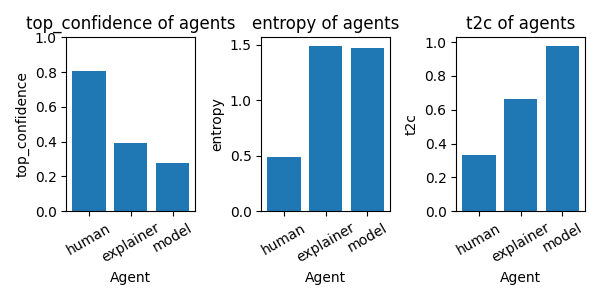 top_confidence of agents
top_confidence
1.0
0.8
0.6
0.4
0.2
0.0
human
explainer
model
Agent
entropy of agents
entropy
1.5
1.0
0.5
0.0
human
explainer
model
Agent
t2c of agents
t2c
1.0
0.8
0.6
0.4
0.2
0.0
human
explainer
model
Agent